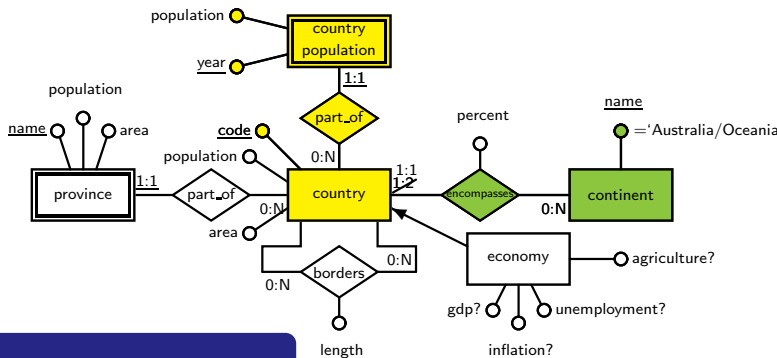 population
country
population
year
1:1
name
population
code
part_of
percent
='Australia/Oceania
name
area
population
0:N
1:1
1:1
1:2
province
part_of
country
encompasses
continent
0:N
0:N
area
0:N
economy
agriculture?
0:N
borders
0:N
gdp?
unemployment?
length
inflation?